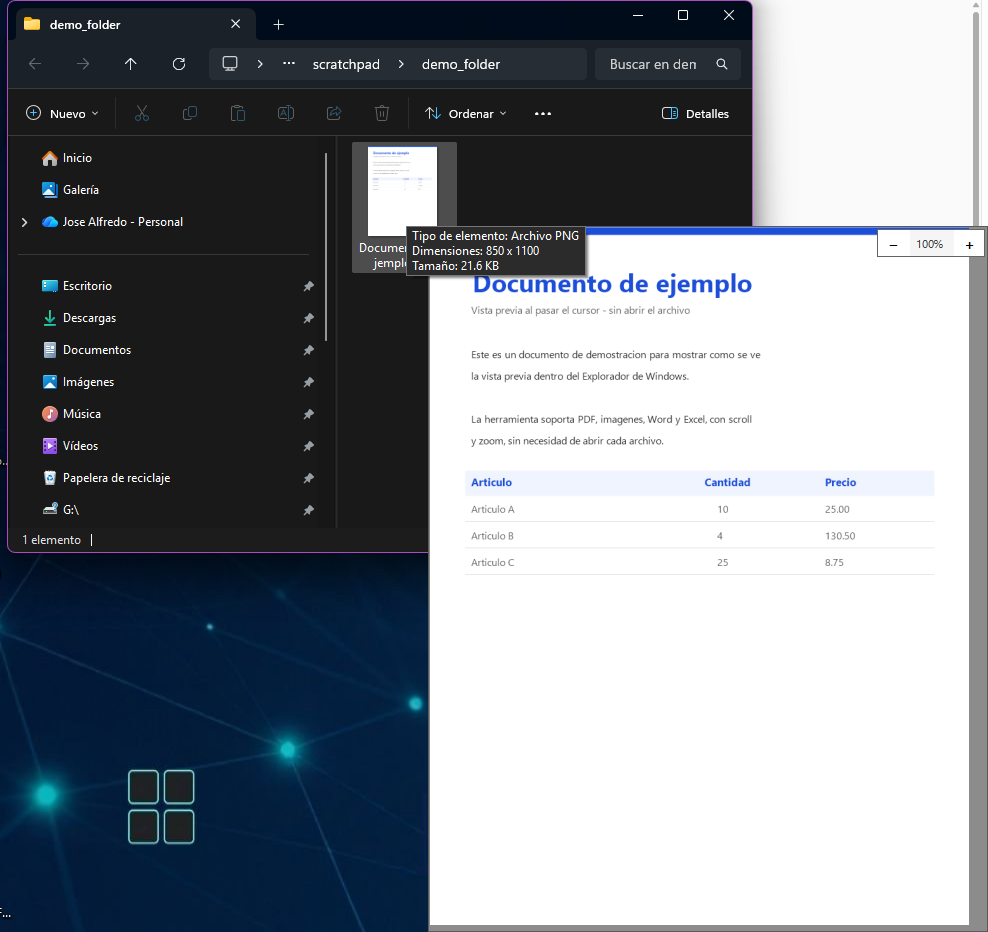 demo_folder
scratchpad
demo_folder
Buscar en den
Nuevo
Ordenar
Detalles
Inicio
Galería
Jose Alfredo - Personal
Escritorio
Descargas
Documentos
Imágenes
Música
Vídeos
Papelera de reciclaje
G:\
1 elemento
Documen
jemplo
Tipo de elemento: Archivo PNG
Dimensiones: 850 x 1100
Tamaño: 21.6 KB
− 100% +
Documento de ejemplo
Vista previa al pasar el cursor - sin abrir el archivo
Este es un documento de demostracion para mostrar como se ve
la vista previa dentro del Explorador de Windows.
La herramienta soporta PDF, imagenes, Word y Excel, con scroll
y zoom, sin necesidad de abrir cada archivo.
Articulo Cantidad Precio
Articulo A 10 25.00
Articulo B 4 130.50
Articulo C 25 8.75